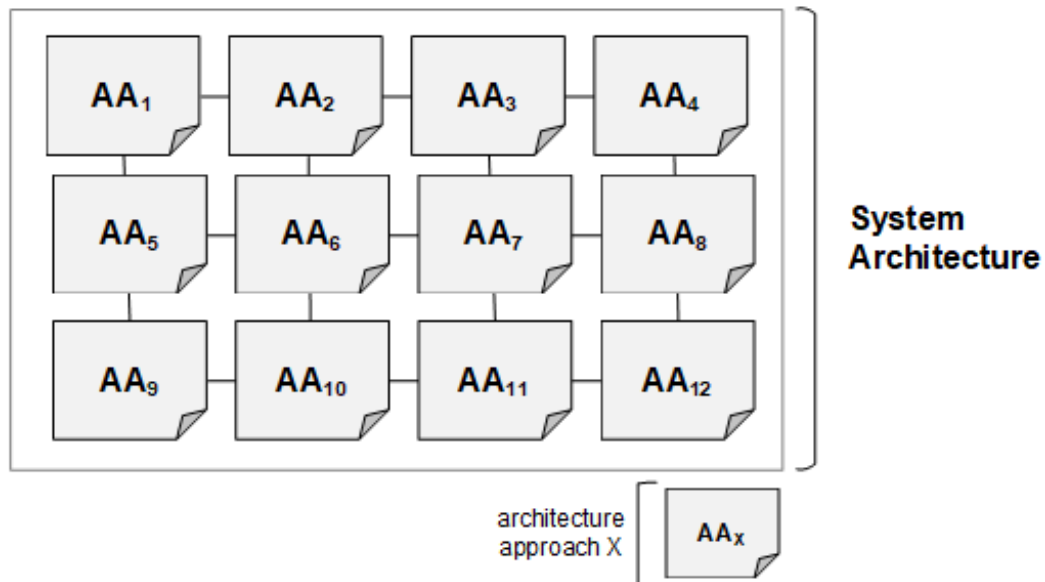 AA₁ AA₂ AA₃ AA₄
AA₅ AA₆ AA₇ AA₈
AA₉ AA₁₀ AA₁₁ AA₁₂
System
Architecture
architecture
approach X
AAₓ